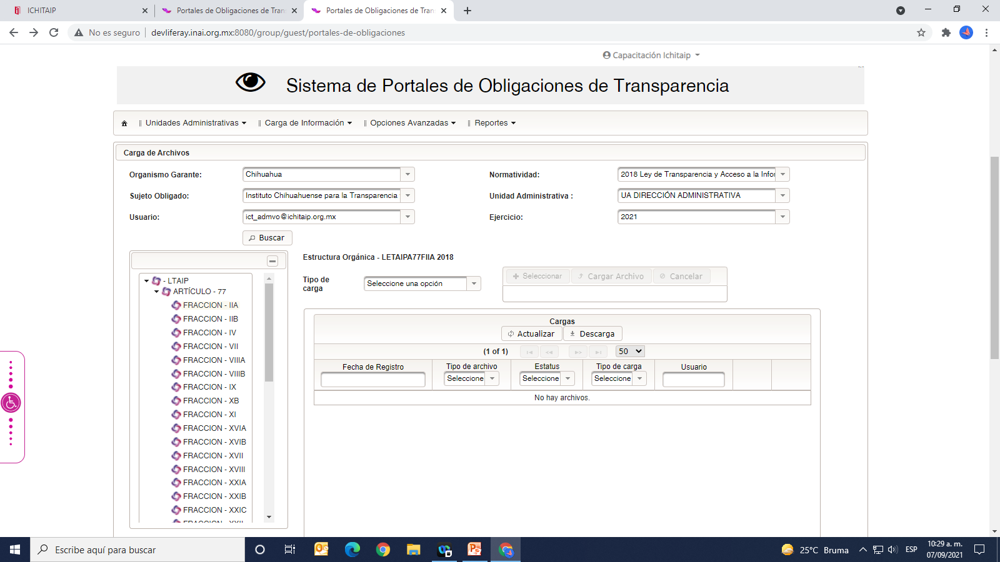 ICHITAIP
Portales de Obligaciones de Tran
Portales de Obligaciones de Tran
No es seguro
devliferay.inai.org.mx:8080/group/guest/portales-de-obligaciones
Capacitación Ichitaip
Sistema de Portales de Obligaciones de Transparencia
Unidades Administrativas
Carga de Información
Opciones Avanzadas
Reportes
Carga de Archivos
Organismo Garante:
Chihuahua
Normatividad:
2018 Ley de Transparencia y Acceso a la Infor
Sujeto Obligado:
Instituto Chihuahuense para la Transparencia
Unidad Administrativa :
UA DIRECCIÓN ADMINISTRATIVA
Usuario:
ict_admvo@ichitaip.org.mx
Ejercicio:
2021
Buscar
- LTAIP
ARTÍCULO - 77
FRACCION - IIA
FRACCION - IIB
FRACCION - IV
FRACCION - VII
FRACCION - VIIIA
FRACCION - VIIIB
FRACCION - IX
FRACCION - XB
FRACCION - XI
FRACCION - XVIA
FRACCION - XVIB
FRACCION - XVII
FRACCION - XVIII
FRACCION - XXIA
FRACCION - XXIB
FRACCION - XXIC
Estructura Orgánica - LETAIPA77FIIA 2018
Tipo de
carga
Seleccione una opción
Seleccionar
Cargar Archivo
Cancelar
Cargas
Actualizar
Descarga
(1 of 1)
50
Fecha de Registro
Tipo de archivo
Seleccione
Estatus
Seleccione
Tipo de carga
Seleccione
Usuario
No hay archivos.
Escribe aquí para buscar
25°C Bruma
ESP
10:29 a. m.
07/09/2021